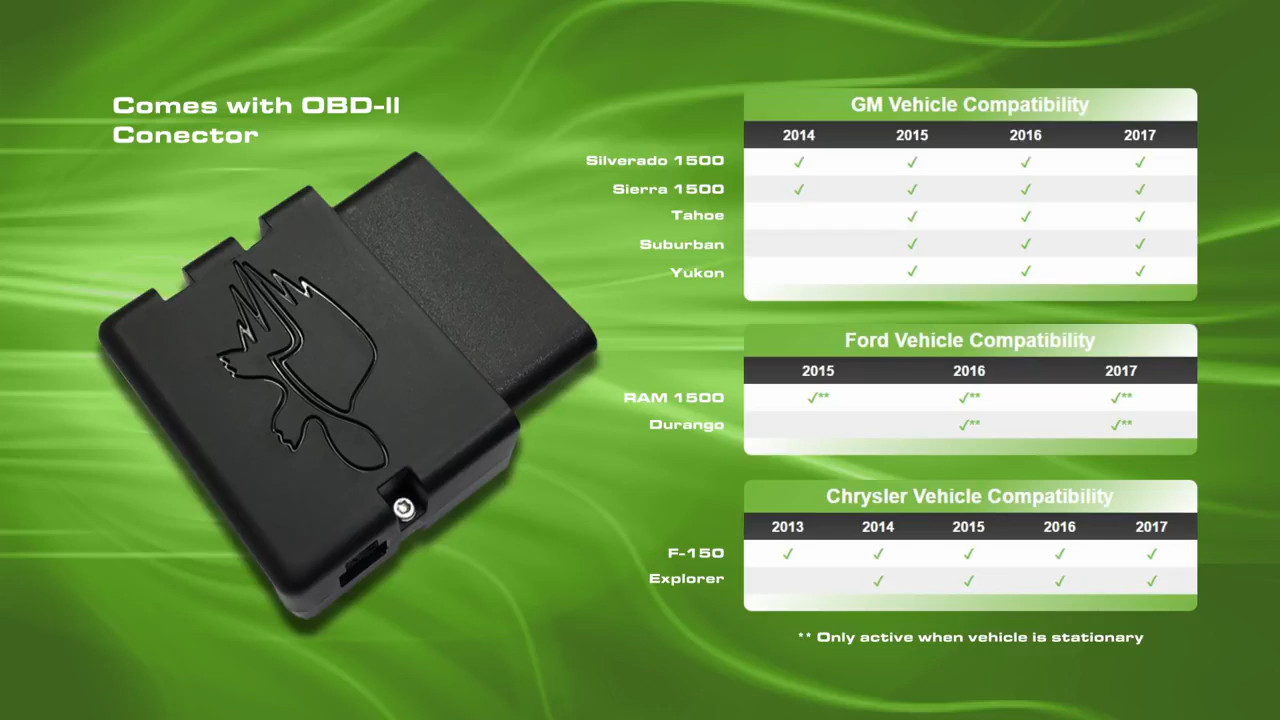 Comes with OBD-II
Conector
GM Vehicle Compatibility
2014 2015 2016 2017
Silverado 1500 ✓ ✓ ✓ ✓
Sierra 1500 ✓ ✓ ✓ ✓
Tahoe ✓ ✓ ✓
Suburban ✓ ✓ ✓
Yukon ✓ ✓ ✓
Ford Vehicle Compatibility
2015 2016 2017
RAM 1500 ✓** ✓** ✓**
Durango ✓** ✓**
Chrysler Vehicle Compatibility
2013 2014 2015 2016 2017
F-150 ✓ ✓ ✓ ✓ ✓
Explorer ✓ ✓ ✓ ✓
** Only active when vehicle is stationary